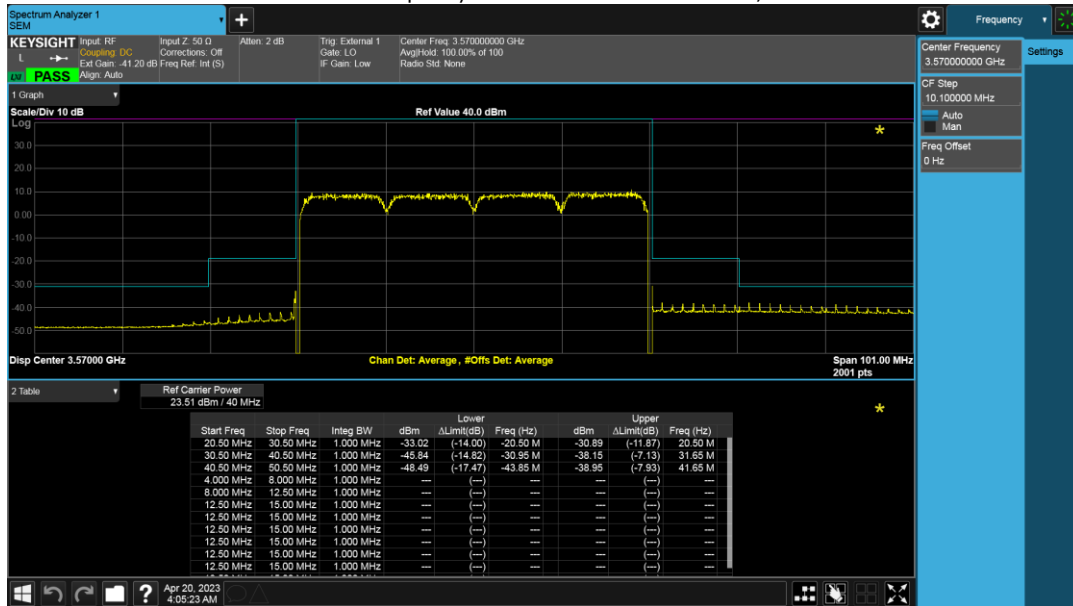 Spectrum Analyzer 1
SEM
+
Frequency
KEYSIGHT
L
LXI
PASS
Input: RF
Coupling: DC
Ext Gain: -41.20 dB
Align: Auto
Input Z: 50 Ω
Corrections: Off
Freq Ref: Int (S)
Atten: 2 dB
Trig: External 1
Gate: LO
IF Gain: Low
Center Freq: 3.570000000 GHz
Avg|Hold: 100.00% of 100
Radio Std: None
Center Frequency
3.570000000 GHz
Settings
CF Step
10.100000 MHz
Auto
Man
Freq Offset
0 Hz
1 Graph
Scale/Div 10 dB
Ref Value 40.0 dBm
Log
*
30.0
20.0
10.0
0.00
-10.0
-20.0
-30.0
-40.0
-50.0
Disp Center 3.57000 GHz
Chan Det: Average, #Offs Det: Average
Span 101.00 MHz
2001 pts
2 Table
Ref Carrier Power
23.51 dBm / 40 MHz
*
Lower Upper
Start Freq Stop Freq Integ BW dBm ΔLimit(dB) Freq (Hz) dBm ΔLimit(dB) Freq (Hz)
20.50 MHz 30.50 MHz 1.000 MHz -33.02 (-14.00) -20.50 M -30.89 (-11.87) 20.50 M
30.50 MHz 40.50 MHz 1.000 MHz -45.84 (-14.82) -30.95 M -38.15 (-7.13) 31.65 M
40.50 MHz 50.50 MHz 1.000 MHz -48.49 (-17.47) -43.85 M -38.95 (-7.93) 41.65 M
4.000 MHz 8.000 MHz 1.000 MHz --- (---) --- --- (---) ---
8.000 MHz 12.50 MHz 1.000 MHz --- (---) --- --- (---) ---
12.50 MHz 15.00 MHz 1.000 MHz --- (---) --- --- (---) ---
12.50 MHz 15.00 MHz 1.000 MHz --- (---) --- --- (---) ---
12.50 MHz 15.00 MHz 1.000 MHz --- (---) --- --- (---) ---
12.50 MHz 15.00 MHz 1.000 MHz --- (---) --- --- (---) ---
12.50 MHz 15.00 MHz 1.000 MHz --- (---) --- --- (---) ---
12.50 MHz 15.00 MHz 1.000 MHz --- (---) --- --- (---) ---
?
Apr 20, 2023
4:05:23 AM